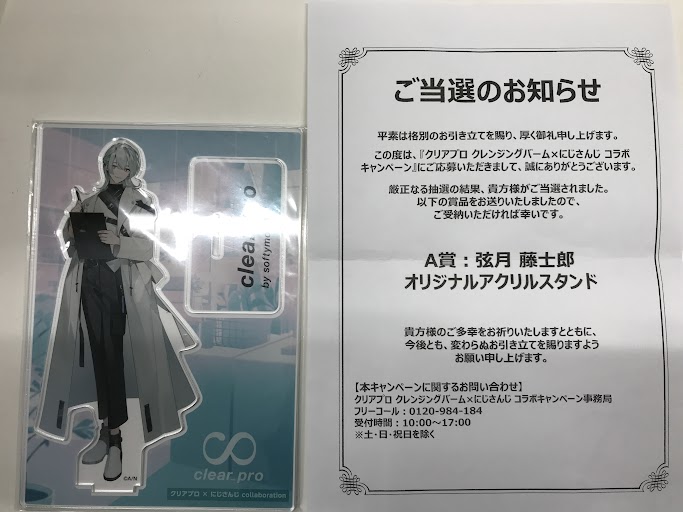 clear_pro
by softymo
©A/N
clear_pro
クリアプロ × にじさんじ collaboration
ご当選のお知らせ
平素は格別のお引き立てを賜り、厚く御礼申し上げます。
この度は、『クリアプロ クレンジングバーム×にじさんじ コラボ
キャンペーン』にご応募いただきまして、誠にありがとうございます。
厳正なる抽選の結果、貴方様がご当選されました。
以下の賞品をお送りいたしましたので、
ご受納いただければ幸いです。
A賞：弦月 藤士郎
オリジナルアクリルスタンド
貴方様のご多幸をお祈りいたしますとともに、
今後とも、変わらぬお引き立てを賜りますよう
お願い申し上げます。
【本キャンペーンに関するお問い合わせ】
クリアプロ クレンジングバーム×にじさんじ コラボキャンペーン事務局
フリーコール：0120-984-184
受付時間：10:00～17:00
※土・日・祝日を除く